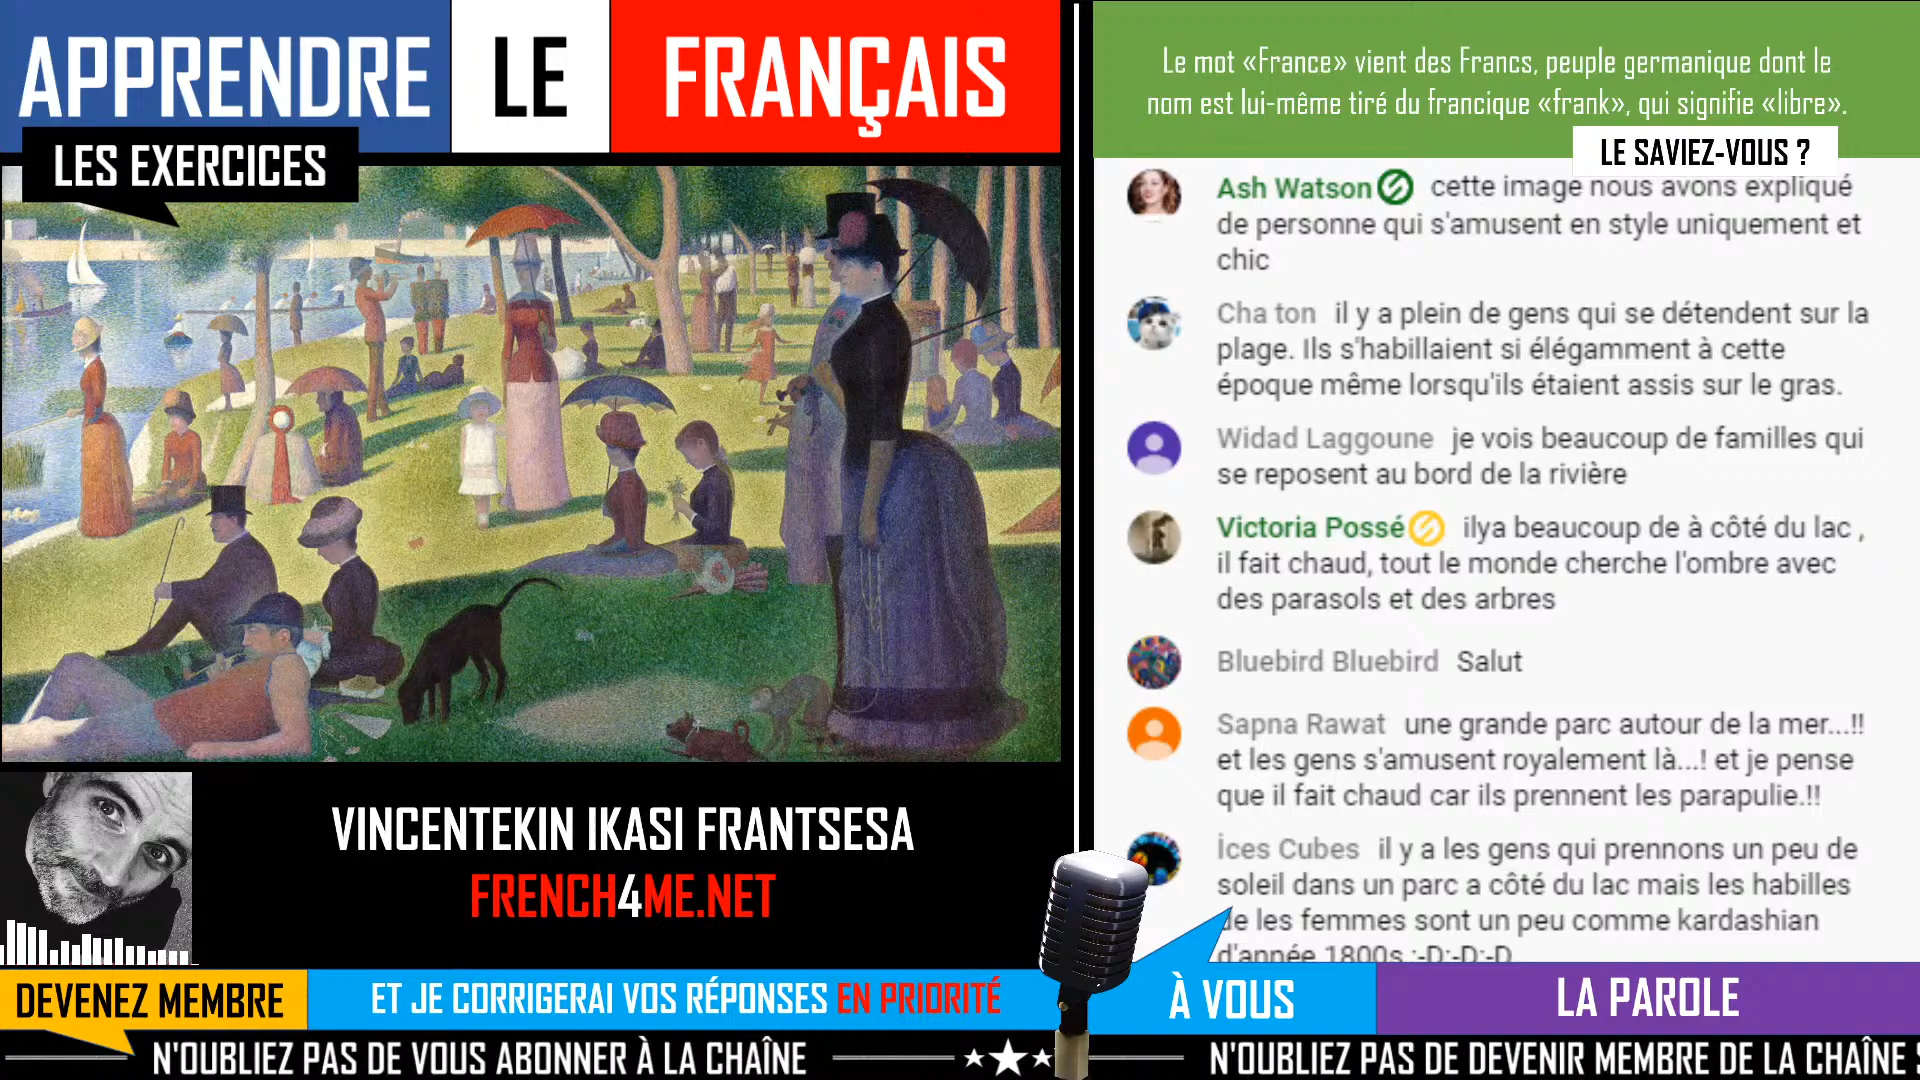 APPRENDRE LE FRANÇAIS
LES EXERCICES
Le mot «France» vient des Francs, peuple germanique dont le
nom est lui-même tiré du francique «frank», qui signifie «libre».
LE SAVIEZ-VOUS ?
Ash Watson cette image nous avons expliqué
de personne qui s'amusent en style uniquement et
chic
Cha ton il y a plein de gens qui se détendent sur la
plage. Ils s'habillaient si élégamment à cette
époque même lorsqu'ils étaient assis sur le gras.
Widad Laggoune je vois beaucoup de familles qui
se reposent au bord de la rivière
Victoria Possé ilya beaucoup de à côté du lac ,
il fait chaud, tout le monde cherche l'ombre avec
des parasols et des arbres
Bluebird Bluebird Salut
Sapna Rawat une grande parc autour de la mer...!!
et les gens s'amusent royalement là...! et je pense
que il fait chaud car ils prennent les parapulie.!!
İces Cubes il y a les gens qui prennons un peu de
soleil dans un parc a côté du lac mais les habilles
de les femmes sont un peu comme kardashian
d'année 1800s :-D:-D:-D
VINCENTEKIN IKASI FRANTSESA
FRENCH4ME.NET
DEVENEZ MEMBRE
ET JE CORRIGERAI VOS RÉPONSES EN PRIORITÉ
À VOUS
LA PAROLE
N'OUBLIEZ PAS DE VOUS ABONNER À LA CHAÎNE
N'OUBLIEZ PAS DE DEVENIR MEMBRE DE LA CHAÎNE